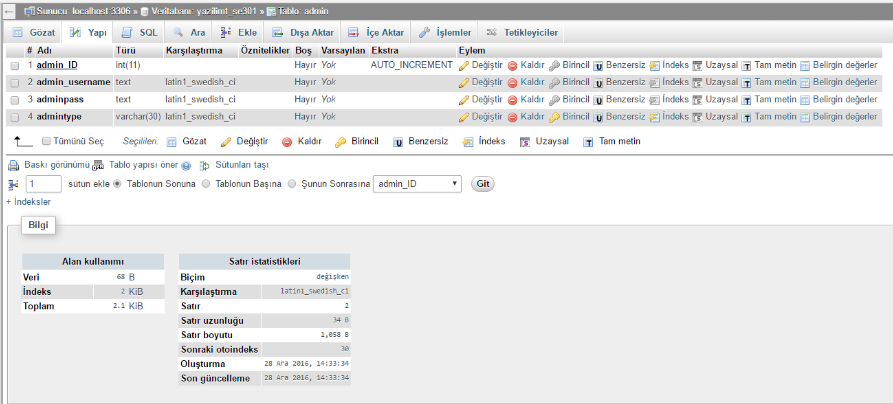 ← Sunucu: localhost:3306 » Veritabanı: yazilimt_se301 » Tablo: admin
Gözat Yapı SQL Ara Ekle Dışa Aktar İçe Aktar İşlemler Tetikleyiciler
# Adı Türü Karşılaştırma Öznitelikler Boş Varsayılan Ekstra Eylem
1 admin_ID int(11) Hayır Yok AUTO_INCREMENT Değiştir Kaldır Birincil Benzersiz İndeks Uzaysal Tam metin Belirgin değerler
2 admin_username text latin1_swedish_ci Hayır Yok Değiştir Kaldır Birincil Benzersiz İndeks Uzaysal Tam metin Belirgin değerler
3 adminpass text latin1_swedish_ci Hayır Yok Değiştir Kaldır Birincil Benzersiz İndeks Uzaysal Tam metin Belirgin değerler
4 admintype varchar(30) latin1_swedish_ci Hayır Yok Değiştir Kaldır Birincil Benzersiz İndeks Uzaysal Tam metin Belirgin değerler
Tümünü Seç Seçilileri: Gözat Değiştir Kaldır Birincil Benzersiz İndeks Uzaysal Tam metin
Baskı görünümü Tablo yapısı öner Sütunları taşı
1 sütun ekle Tablonun Sonuna Tablonun Başına Şunun Sonrasına admin_ID Git
+ İndeksler
Bilgi
Alan kullanımı
Veri 68 B
İndeks 2 KiB
Toplam 2.1 KiB
Satır istatistikleri
Biçim değişken
Karşılaştırma latin1_swedish_ci
Satır 2
Satır uzunluğu 34 B
Satır boyutu 1,058 B
Sonraki otoindeks 30
Oluşturma 28 Ara 2016, 14:33:34
Son güncelleme 28 Ara 2016, 14:33:34